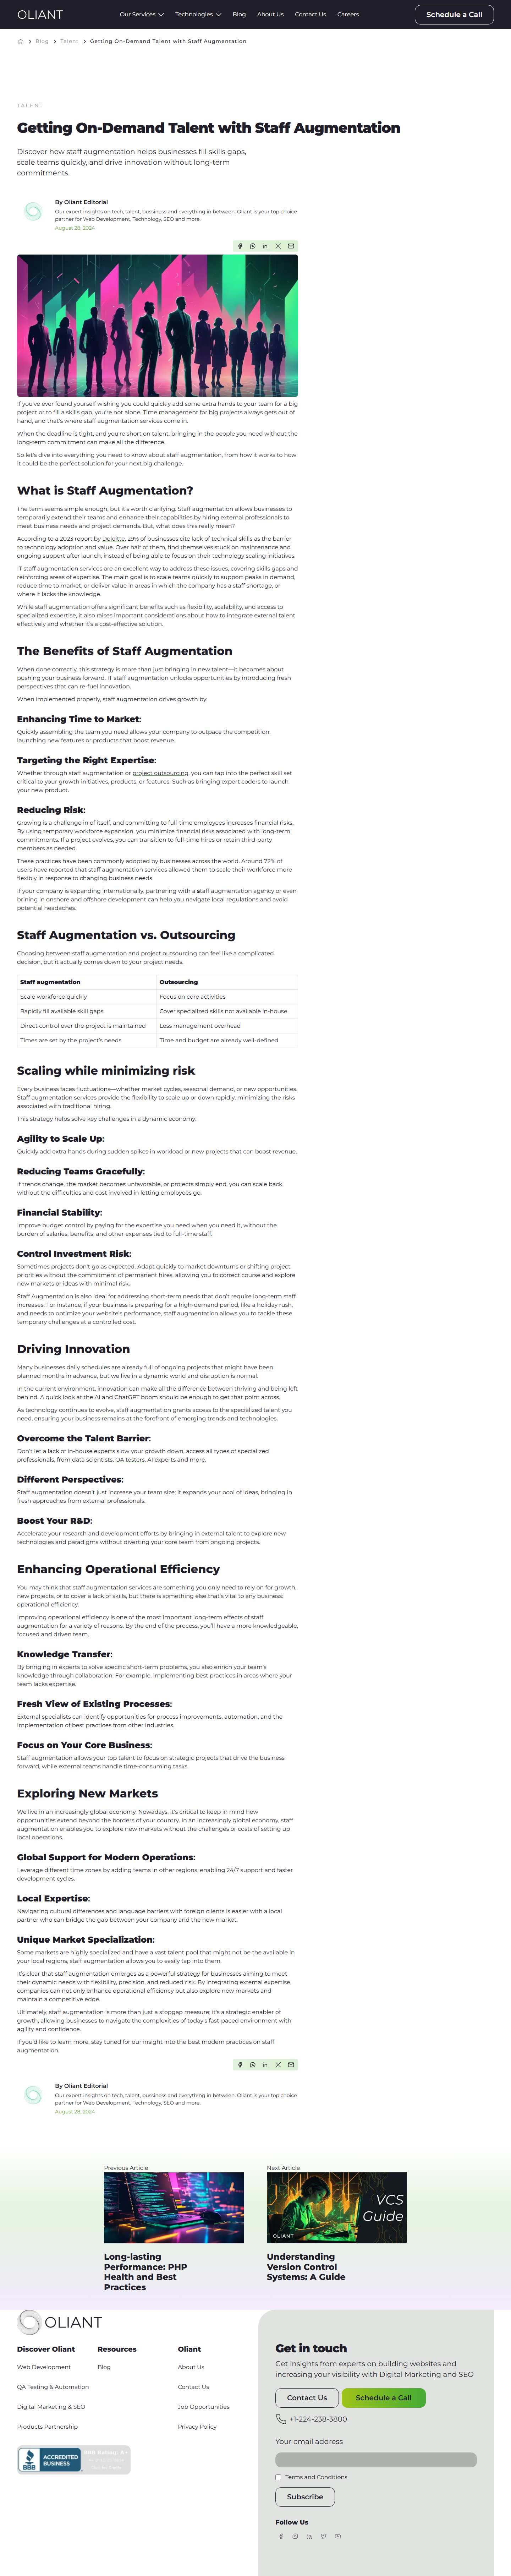 OLIANT
Our Services
Technologies
Blog
About Us
Contact Us
Careers
Schedule a Call
Blog
Talent
Getting On-Demand Talent with Staff Augmentation
TALENT
Getting On-Demand Talent with Staff Augmentation
Discover how staff augmentation helps businesses fill skills gaps,
scale teams quickly, and drive innovation without long-term
commitments.
By Oliant Editorial
Our expert insights on tech, talent, bussiness and everything in between. Oliant is your top choice
partner for Web Development, Technology, SEO and more.
August 28, 2024
If you've ever found yourself wishing you could quickly add some extra hands to your team for a big
project or to fill a skills gap, you're not alone. Time management for big projects always gets out of
hand, and that's where staff augmentation services come in.
When the deadline is tight, and you're short on talent, bringing in the people you need without the
long-term commitment can make all the difference.
So let's dive into everything you need to know about staff augmentation, from how it works to how
it could be the perfect solution for your next big challenge.
What is Staff Augmentation?
The term seems simple enough, but it's worth clarifying. Staff augmentation allows businesses to
temporarily extend their teams and enhance their capabilities by hiring external professionals to
meet business needs and project demands. But, what does this really mean?
According to a 2023 report by Deloitte, 29% of businesses cite lack of technical skills as the barrier
to technology adoption and value. Over half of them, find themselves stuck on maintenance and
ongoing support after launch, instead of being able to focus on their technology scaling initiatives.
IT staff augmentation services are an excellent way to address these issues, covering skills gaps and
reinforcing areas of expertise. The main goal is to scale teams quickly to support peaks in demand,
reduce time to market, or deliver value in areas in which the company has a staff shortage, or
where it lacks the knowledge.
While staff augmentation offers significant benefits such as flexibility, scalability, and access to
specialized expertise, it also raises important considerations about how to integrate external talent
effectively and whether it's a cost-effective solution.
The Benefits of Staff Augmentation
When done correctly, this strategy is more than just bringing in new talent—it becomes about
pushing your business forward. IT staff augmentation unlocks opportunities by introducing fresh
perspectives that can re-fuel innovation.
When implemented properly, staff augmentation drives growth by:
Enhancing Time to Market:
Quickly assembling the team you need allows your company to outpace the competition,
launching new features or products that boost revenue.
Targeting the Right Expertise:
Whether through staff augmentation or project outsourcing, you can tap into the perfect skill set
critical to your growth initiatives, products, or features. Such as bringing expert coders to launch
your new product.
Reducing Risk:
Growing is a challenge in of itself, and committing to full-time employees increases financial risks.
By using temporary workforce expansion, you minimize financial risks associated with long-term
commitments. If a project evolves, you can transition to full-time hires or retain third-party
members as needed.
These practices have been commonly adopted by businesses across the world. Around 72% of
users have reported that staff augmentation services allowed them to scale their workforce more
flexibly in response to changing business needs.
If your company is expanding internationally, partnering with a staff augmentation agency or even
bringing in onshore and offshore development can help you navigate local regulations and avoid
potential headaches.
Staff Augmentation vs. Outsourcing
Choosing between staff augmentation and project outsourcing can feel like a complicated
decision, but it actually comes down to your project needs.
Staff augmentation
Outsourcing
Scale workforce quickly
Focus on core activities
Rapidly fill available skill gaps
Cover specialized skills not available in-house
Direct control over the project is maintained
Less management overhead
Times are set by the project's needs
Time and budget are already well-defined
Scaling while minimizing risk
Every business faces fluctuations—whether market cycles, seasonal demand, or new opportunities.
Staff augmentation services provide the flexibility to scale up or down rapidly, minimizing the risks
associated with traditional hiring.
This strategy helps solve key challenges in a dynamic economy:
Agility to Scale Up:
Quickly add extra hands during sudden spikes in workload or new projects that can boost revenue.
Reducing Teams Gracefully:
If trends change, the market becomes unfavorable, or projects simply end, you can scale back
without the difficulties and cost involved in letting employees go.
Financial Stability:
Improve budget control by paying for the expertise you need when you need it, without the
burden of salaries, benefits, and other expenses tied to full-time staff.
Control Investment Risk:
Sometimes projects don't go as expected. Adapt quickly to market downturns or shifting project
priorities without the commitment of permanent hires, allowing you to correct course and explore
new markets or ideas with minimal risk.
Staff Augmentation is also ideal for addressing short-term needs that don't require long-term staff
increases. For instance, if your business is preparing for a high-demand period, like a holiday rush,
and needs to optimize your website's performance, staff augmentation allows you to tackle these
temporary challenges at a controlled cost.
Driving Innovation
Many businesses daily schedules are already full of ongoing projects that might have been
planned months in advance, but we live in a dynamic world and disruption is normal.
In the current environment, innovation can make all the difference between thriving and being left
behind. A quick look at the AI and ChatGPT boom should be enough to get that point across.
As technology continues to evolve, staff augmentation grants access to the specialized talent you
need, ensuring your business remains at the forefront of emerging trends and technologies.
Overcome the Talent Barrier:
Don't let a lack of in-house experts slow your growth down, access all types of specialized
professionals, from data scientists, QA testers, AI experts and more.
Different Perspectives:
Staff augmentation doesn't just increase your team size; it expands your pool of ideas, bringing in
fresh approaches from external professionals.
Boost Your R&D:
Accelerate your research and development efforts by bringing in external talent to explore new
technologies and paradigms without diverting your core team from ongoing projects.
Enhancing Operational Efficiency
You may think that staff augmentation services are something you only need to rely on for growth,
new projects, or to cover a lack of skills, but there is something else that's vital to any business:
operational efficiency.
Improving operational efficiency is one of the most important long-term effects of staff
augmentation for a variety of reasons. By the end of the process, you'll have a more knowledgeable,
focused and driven team.
Knowledge Transfer:
By bringing in experts to solve specific short-term problems, you also enrich your team's
knowledge through collaboration. For example, implementing best practices in areas where your
team lacks expertise.
Fresh View of Existing Processes:
External specialists can identify opportunities for process improvements, automation, and the
implementation of best practices from other industries.
Focus on Your Core Business:
Staff augmentation allows your top talent to focus on strategic projects that drive the business
forward, while external teams handle time-consuming tasks.
Exploring New Markets
We live in an increasingly global economy. Nowadays, it's critical to keep in mind how
opportunities extend beyond the borders of your country. In an increasingly global economy, staff
augmentation enables you to explore new markets without the challenges or costs of setting up
local operations.
Global Support for Modern Operations:
Leverage different time zones by adding teams in other regions, enabling 24/7 support and faster
development cycles.
Local Expertise:
Navigating cultural differences and language barriers with foreign clients is easier with a local
partner who can bridge the gap between your company and the new market.
Unique Market Specialization:
Some markets are highly specialized and have a vast talent pool that might not be the available in
your local regions, staff augmentation allows you to easily tap into them.
It's clear that staff augmentation emerges as a powerful strategy for businesses aiming to meet
their dynamic needs with flexibility, precision, and reduced risk. By integrating external expertise,
companies can not only enhance operational efficiency but also explore new markets and
maintain a competitive edge.
Ultimately, staff augmentation is more than just a stopgap measure; it's a strategic enabler of
growth, allowing businesses to navigate the complexities of today's fast-paced environment with
agility and confidence.
If you'd like to learn more, stay tuned for our insight into the best modern practices on staff
augmentation.
By Oliant Editorial
Our expert insights on tech, talent, bussiness and everything in between. Oliant is your top choice
partner for Web Development, Technology, SEO and more.
August 28, 2024
Previous Article
Long-lasting
Performance: PHP
Health and Best
Practices
Next Article
VCS
Guide
OLIANT
Understanding
Version Control
Systems: A Guide
OLIANT
Discover Oliant
Web Development
QA Testing & Automation
Digital Marketing & SEO
Products Partnership
Resources
Blog
Oliant
About Us
Contact Us
Job Opportunities
Privacy Policy
BBB
ACCREDITED
BUSINESS
BBB Rating: A+
Get in touch
Get insights from experts on building websites and
increasing your visibility with Digital Marketing and SEO
Contact Us
Schedule a Call
+1-224-238-3800
Your email address
Terms and Conditions
Subscribe
Follow Us